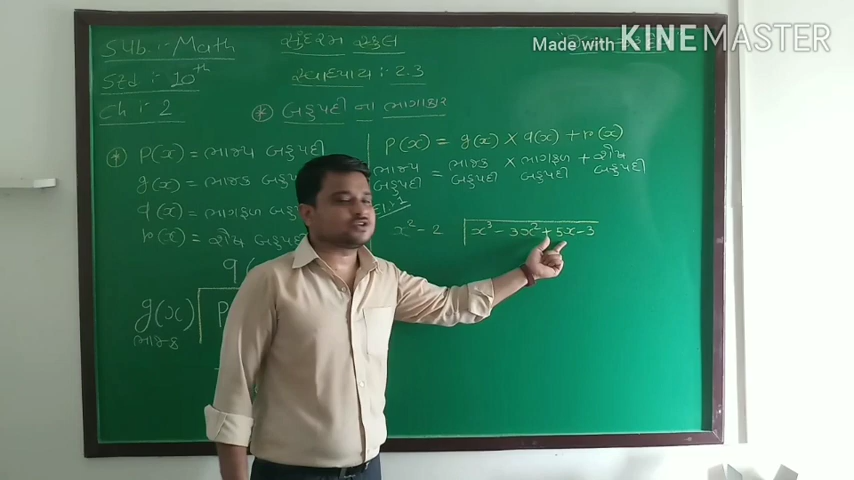 Made with KINEMASTER
Sub :- Math
સુંદરમ સ્કુલ
Std :- 10th
સ્વાધ્યાય :- 2.3
Ch :- 2
* બહુપદી ના ભાગાકાર
* P(x) = ભાજ્ય બહુપદી
g(x) = ભાજક
q(x) = ભાગફળ
r(x) = શેષ બહુપદી
P(x) = g(x) × q(x) + r(x)
ભાજ્ય બહુપદી = ભાજક બહુપદી × ભાગફળ બહુપદી + શેષ બહુપદી
x² - 2 x³ - 3x² + 5x - 3
q(
g(x) P
ભાજક